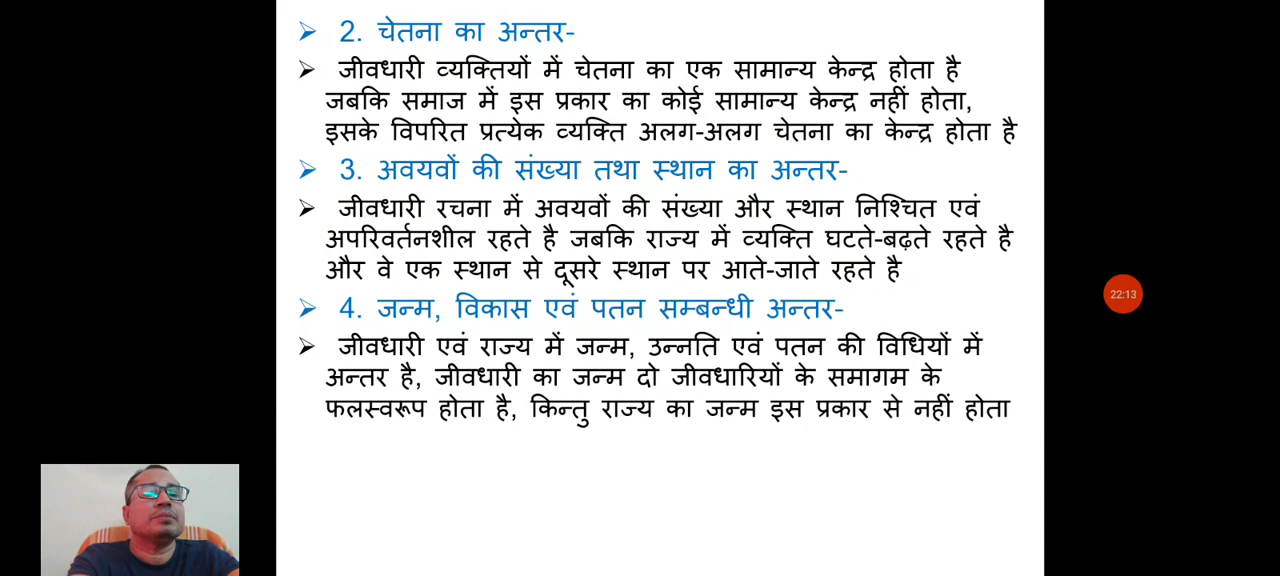 ➢ 2. चेतना का अन्तर-
➢ जीवधारी व्यक्तियों में चेतना का एक सामान्य केन्द्र होता है
जबकि समाज में इस प्रकार का कोई सामान्य केन्द्र नहीं होता,
इसके विपरित प्रत्येक व्यक्ति अलग-अलग चेतना का केन्द्र होता है
➢ 3. अवयवों की संख्या तथा स्थान का अन्तर-
➢ जीवधारी रचना में अवयवों की संख्या और स्थान निश्चित एवं
अपरिवर्तनशील रहते है जबकि राज्य में व्यक्ति घटते-बढ़ते रहते है
और वे एक स्थान से दूसरे स्थान पर आते-जाते रहते है
➢ 4. जन्म, विकास एवं पतन सम्बन्धी अन्तर-
➢ जीवधारी एवं राज्य में जन्म, उन्नति एवं पतन की विधियों में
अन्तर है, जीवधारी का जन्म दो जीवधारियों के समागम के
फलस्वरूप होता है, किन्तु राज्य का जन्म इस प्रकार से नहीं होता
22:13